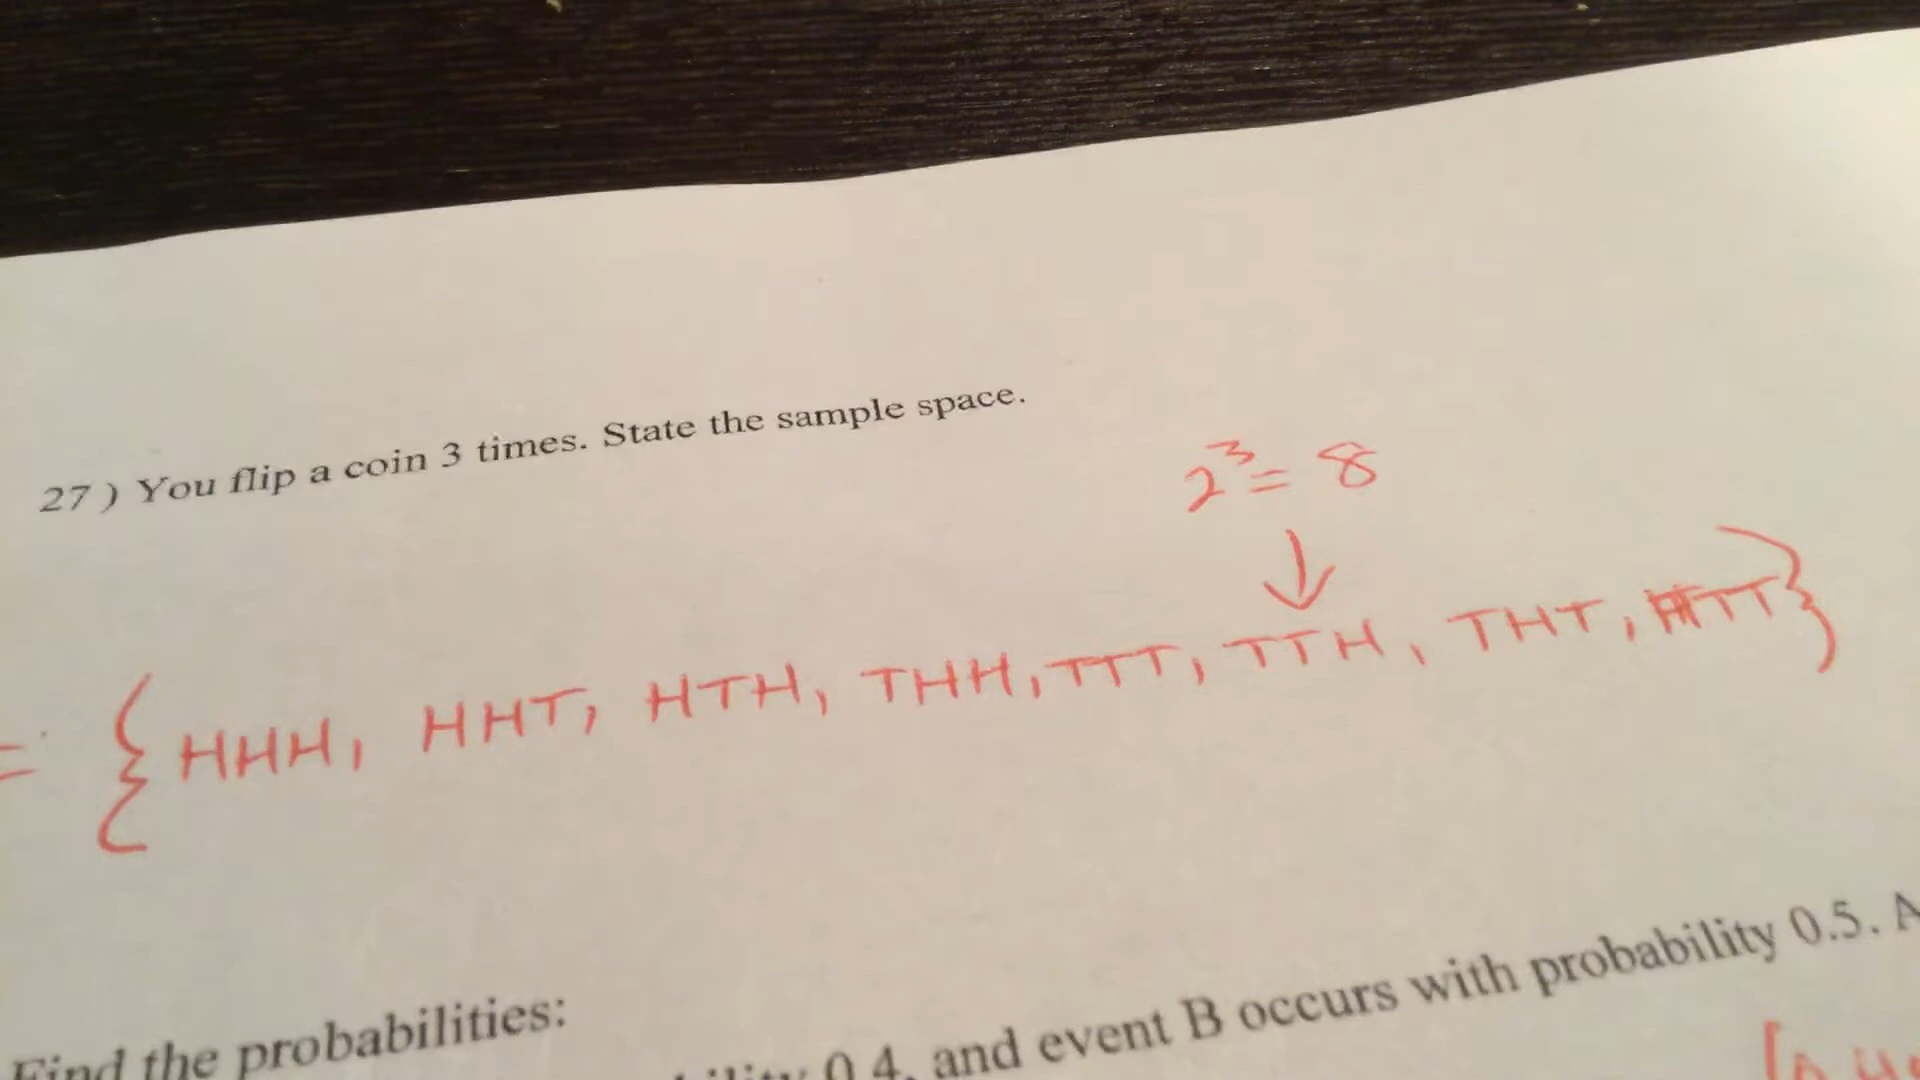 27 ) You flip a coin 3 times. State the sample space.
2³ = 8
↓
= { HHH, HHT, HTH, THH, TTT, TTH, THT, HTT }
Find the probabilities:
0.4, and event B occurs with probability 0.5. A